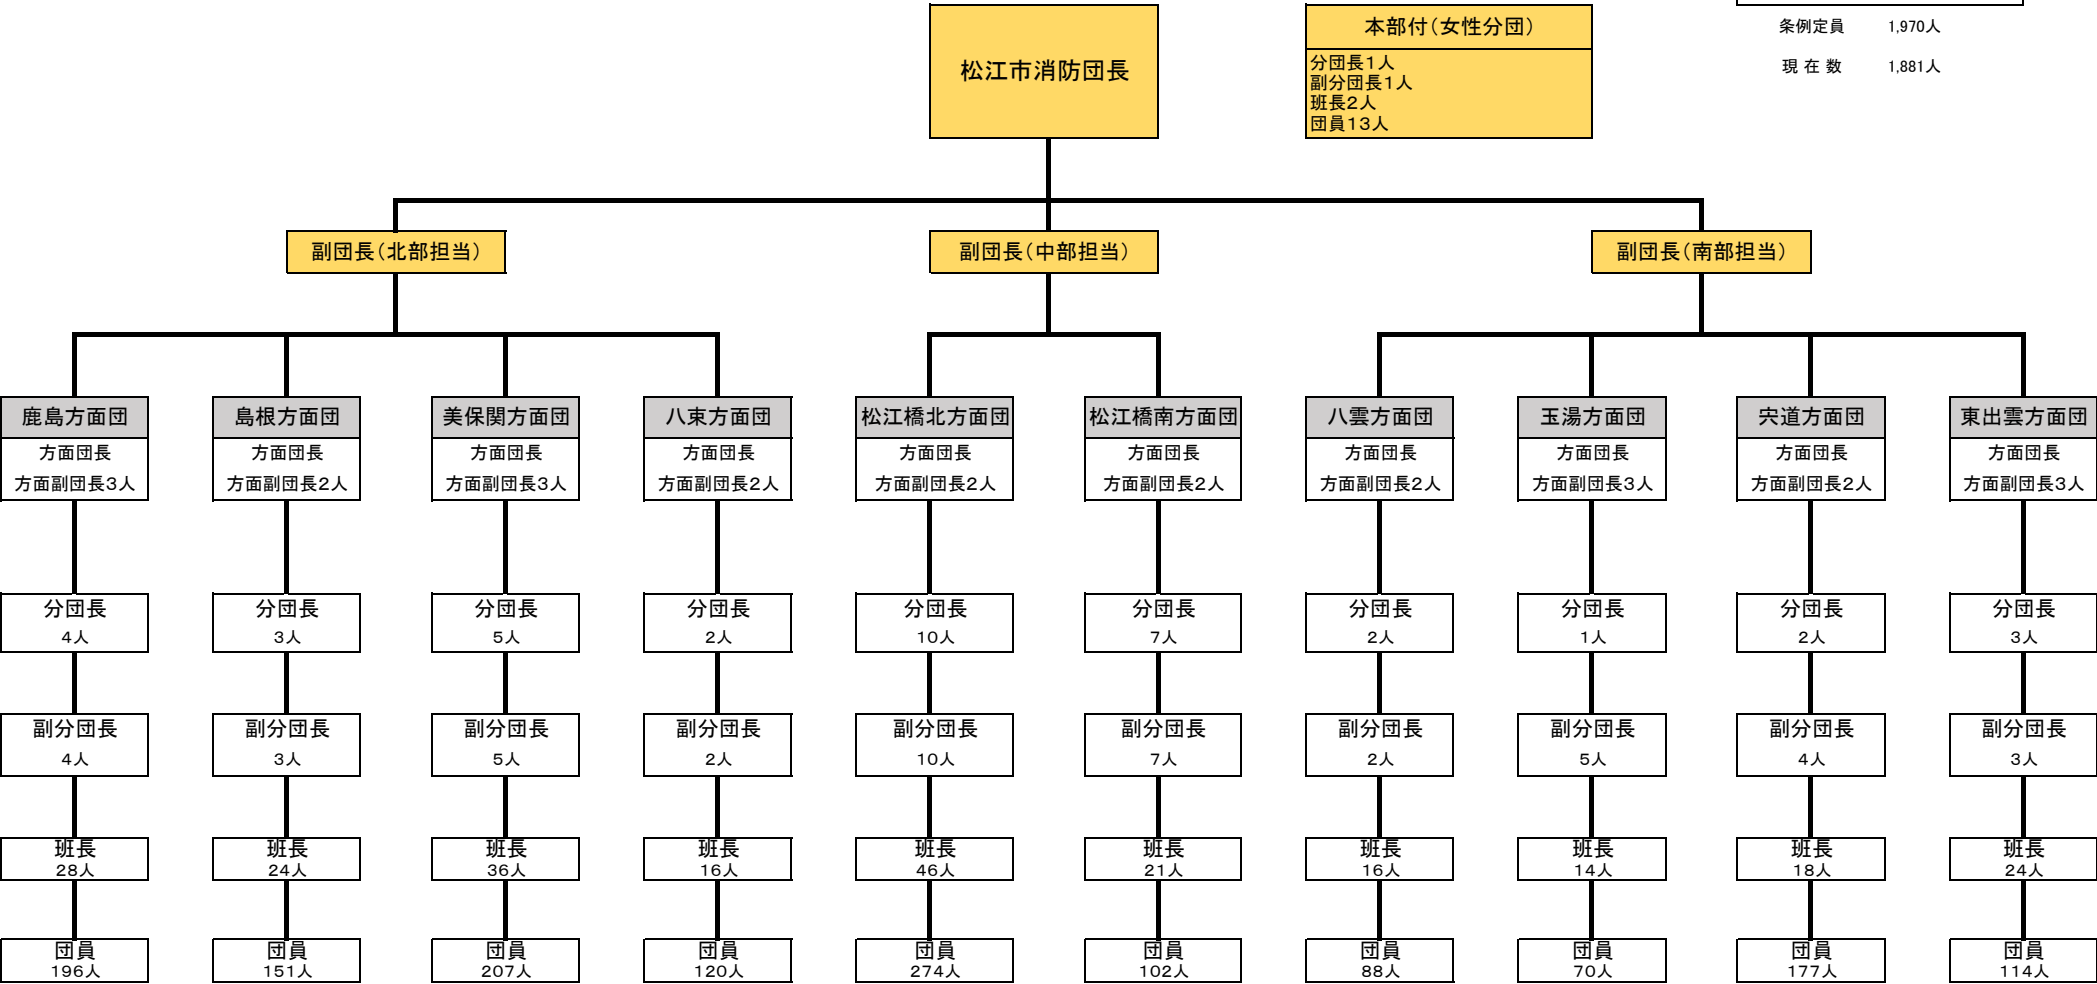 松江市消防団長
本部付(女性分団)
分団長1人
副分団長1人
班長2人
団員13人
条例定員 1,970人
現在数 1,881人
副団長(北部担当)
副団長(中部担当)
副団長(南部担当)
鹿島方面団
島根方面団
美保関方面団
八束方面団
松江橋北方面団
松江橋南方面団
八雲方面団
玉湯方面団
宍道方面団
東出雲方面団
方面団長
方面団長
方面団長
方面団長
方面団長
方面団長
方面団長
方面団長
方面団長
方面団長
方面副団長3人
方面副団長2人
方面副団長3人
方面副団長2人
方面副団長2人
方面副団長2人
方面副団長2人
方面副団長3人
方面副団長2人
方面副団長3人
分団長
分団長
分団長
分団長
分団長
分団長
分団長
分団長
分団長
分団長
4人
3人
5人
2人
10人
7人
2人
1人
2人
3人
副分団長
副分団長
副分団長
副分団長
副分団長
副分団長
副分団長
副分団長
副分団長
副分団長
4人
3人
5人
2人
10人
7人
2人
5人
4人
3人
班長
班長
班長
班長
班長
班長
班長
班長
班長
班長
28人
24人
36人
16人
46人
21人
16人
14人
18人
24人
団員
団員
団員
団員
団員
団員
団員
団員
団員
団員
196人
151人
207人
120人
274人
102人
88人
70人
177人
114人